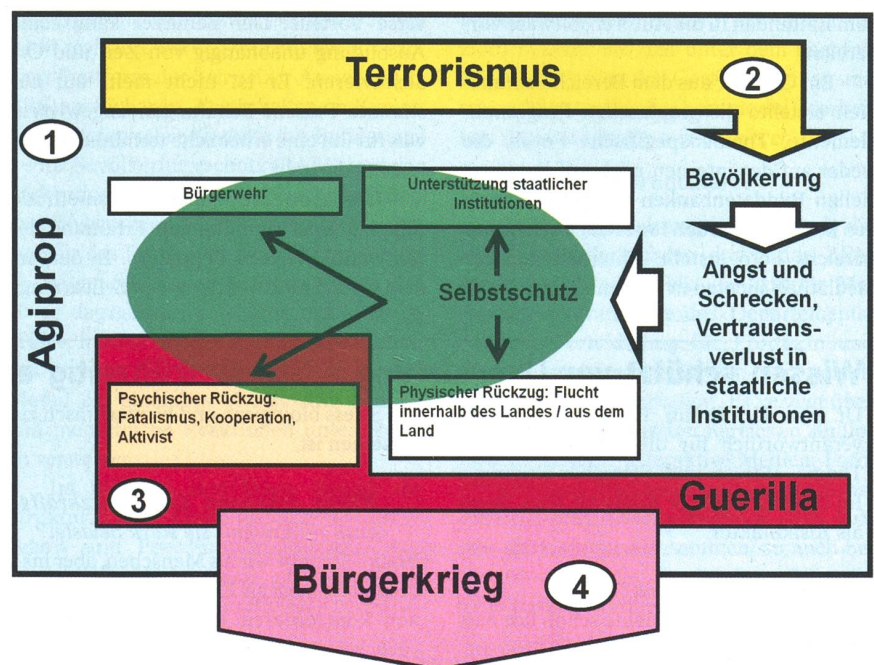 Terrorismus
2
1
Agiprop
Bürgerwehr
Unterstützung staatlicher
Institutionen
Bevölkerung
Selbstschutz
Angst und
Schrecken,
Vertrauens-
verlust in
staatliche
Institutionen
Psychischer Rückzug:
Fatalismus, Kooperation,
Aktivist
Physischer Rückzug: Flucht
innerhalb des Landes / aus dem
Land
3
Guerilla
Bürgerkrieg
4